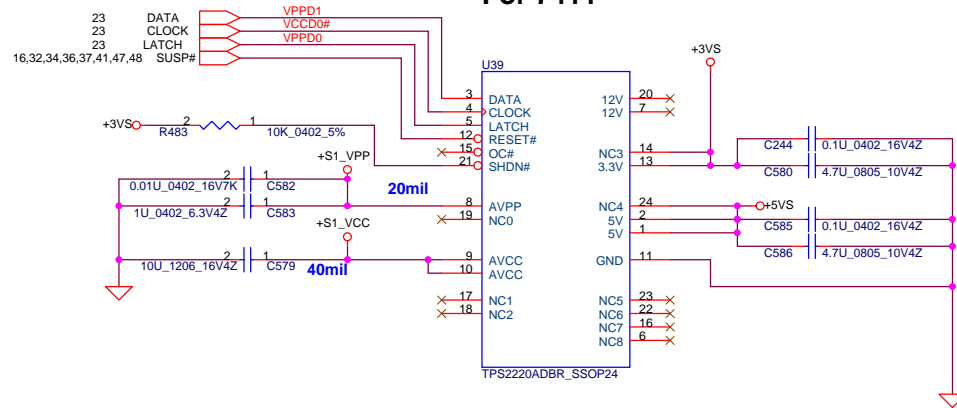 23 DATA VPPD1
23 CLOCK VCCD0#
23 LATCH VPPD0
16,32,34,36,37,41,47,48 SUSP#
+3VS
U39
3 DATA 12V 20
4 CLOCK 12V 7
5 LATCH
12 RESET#
15 OC# NC3 14
21 SHDN# 3.3V 13
+3VS 2 1
R483 10K_0402_5%
C244 0.1U_0402_16V4Z
C580 4.7U_0805_10V4Z
+S1_VPP
2 1
0.01U_0402_16V7K C582
20mil
2 1
1U_0402_6.3V4Z C583
8 AVPP NC4 24 +5VS
19 NC0 5V 2
5V 1
C585 0.1U_0402_16V4Z
C586 4.7U_0805_10V4Z
+S1_VCC
2 1
10U_1206_16V4Z C579 40mil
9 AVCC GND 11
10 AVCC
17 NC1 NC5 23
18 NC2 NC6 22
NC7 16
NC8 6
TPS2220ADBR_SSOP24